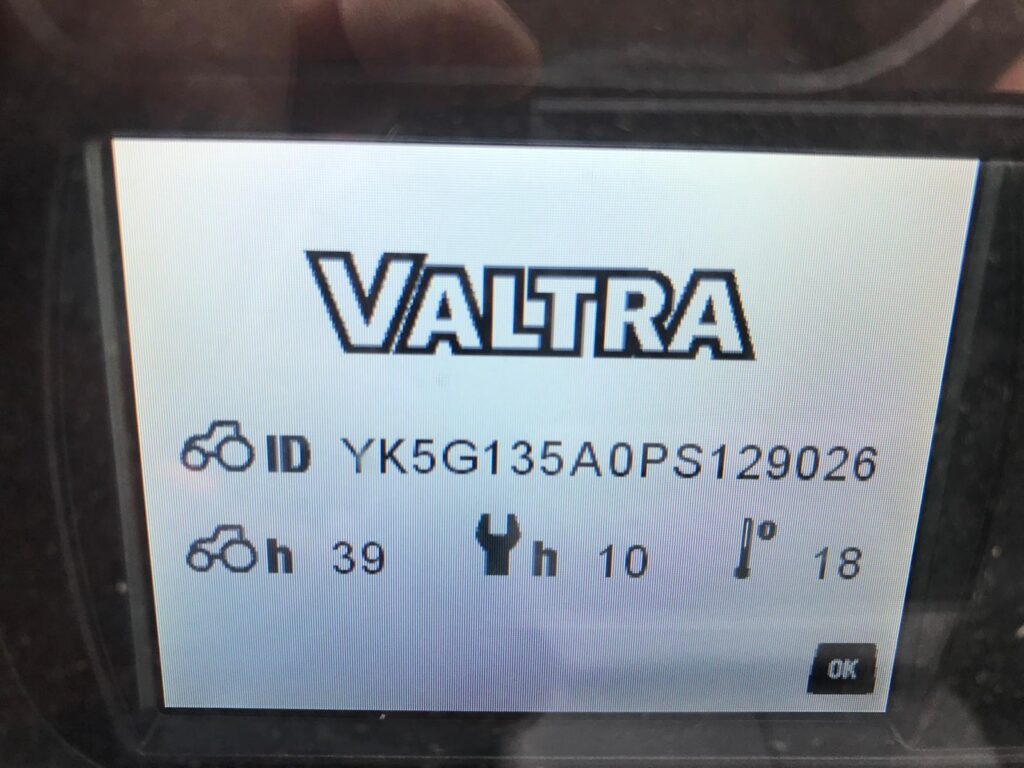 VALTRA
ID YK5G135A0PS129026
h 39 h 10 ° 18
OK